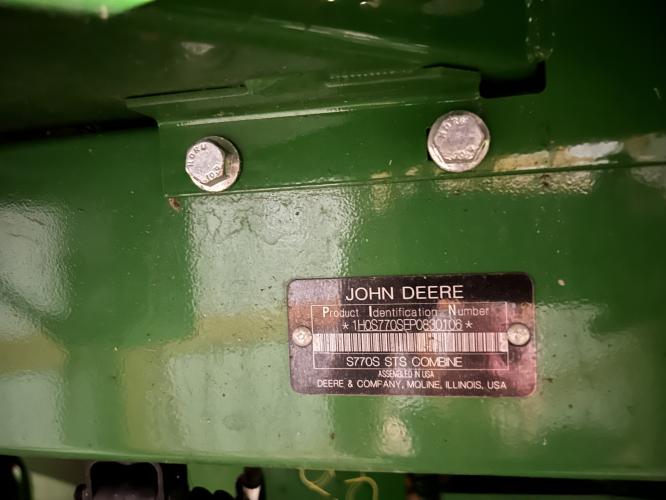 JOHN DEERE
Product Identification Number
* 1H0S770SEP0830106 *
S770S STS COMBINE
ASSEMBLED IN USA
DEERE & COMPANY, MOLINE, ILLINOIS, USA